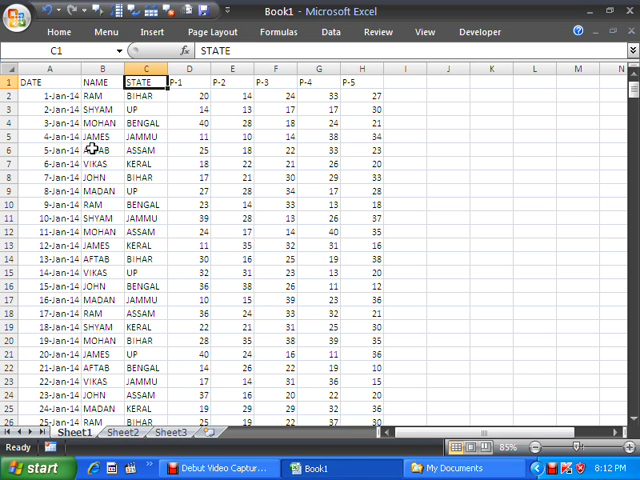 Book1 - Microsoft Excel
Home Menu Insert Page Layout Formulas Data Review View Developer
C1 fx STATE
A B C D E F G H I J K L M N
1 DATE NAME STATE P-1 P-2 P-3 P-4 P-5
2 1-Jan-14 RAM BIHAR 20 14 24 33 27
3 2-Jan-14 SHYAM UP 14 13 17 17 30
4 3-Jan-14 MOHAN BENGAL 40 28 18 24 21
5 4-Jan-14 JAMES JAMMU 11 10 14 38 34
6 5-Jan-14 AFTAB ASSAM 25 18 22 33 23
7 6-Jan-14 VIKAS KERAL 18 22 21 26 20
8 7-Jan-14 JOHN BIHAR 17 21 30 29 33
9 8-Jan-14 MADAN UP 27 28 34 17 28
10 9-Jan-14 RAM BENGAL 23 14 33 13 18
11 10-Jan-14 SHYAM JAMMU 39 28 13 26 37
12 11-Jan-14 MOHAN ASSAM 24 17 14 40 35
13 12-Jan-14 JAMES KERAL 11 35 32 31 16
14 13-Jan-14 AFTAB BIHAR 30 16 25 19 38
15 14-Jan-14 VIKAS UP 32 31 23 13 20
16 15-Jan-14 JOHN BENGAL 36 38 26 11 12
17 16-Jan-14 MADAN JAMMU 10 15 39 23 36
18 17-Jan-14 RAM ASSAM 36 24 33 32 21
19 18-Jan-14 SHYAM KERAL 22 21 31 25 30
20 19-Jan-14 MOHAN BIHAR 28 35 38 39 35
21 20-Jan-14 JAMES UP 40 24 16 11 36
22 21-Jan-14 AFTAB BENGAL 14 26 22 19 10
23 22-Jan-14 VIKAS JAMMU 17 14 31 36 15
24 23-Jan-14 JOHN ASSAM 37 16 20 22 21
25 24-Jan-14 MADAN KERAL 19 29 29 32 36
26 25-Jan-14 RAM BIHAR 25 19 22 33 30
Sheet1 Sheet2 Sheet3
Ready 85%
start Debut Video Captur... Book1 My Documents 8:12 PM